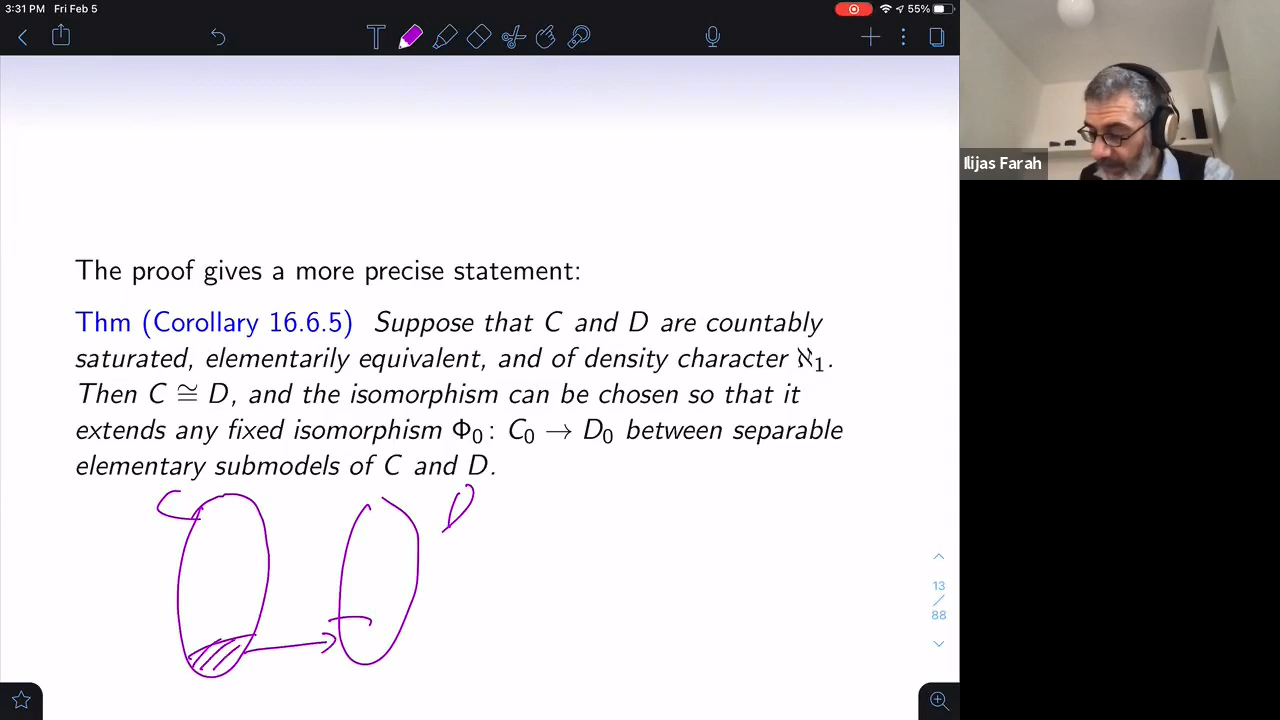 3:31 PM Fri Feb 5
55%
Ilijas Farah
The proof gives a more precise statement:
Thm (Corollary 16.6.5) Suppose that C and D are countably
saturated, elementarily equivalent, and of density character ℵ₁.
Then C ≅ D, and the isomorphism can be chosen so that it
extends any fixed isomorphism Φ₀: C₀ → D₀ between separable
elementary submodels of C and D.
C D
13
/
88